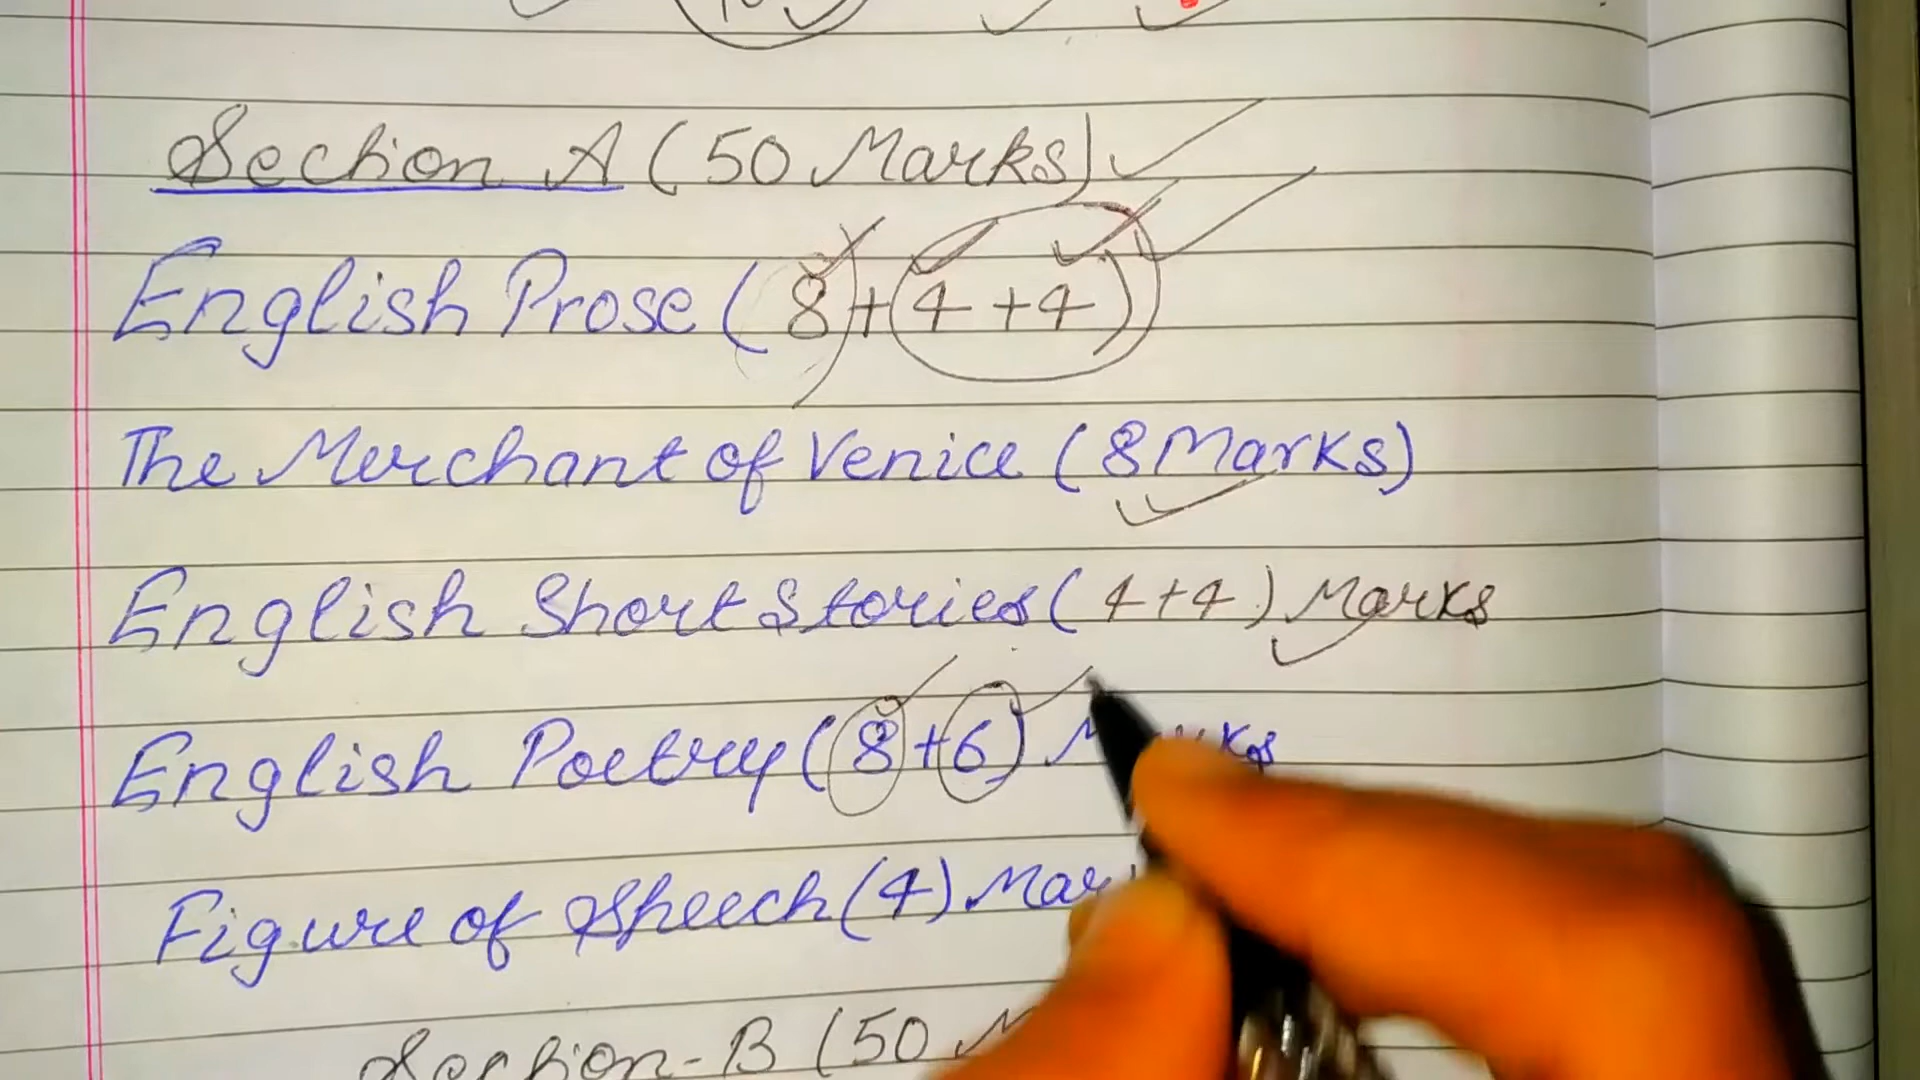 Section A (50 Marks)
English Prose (8+(4+4)
The Merchant of Venice (8 Marks)
English Short Stories (4+4) Marks
English Poetry (8+6)
Figure of Speech (4)
Section-B (50